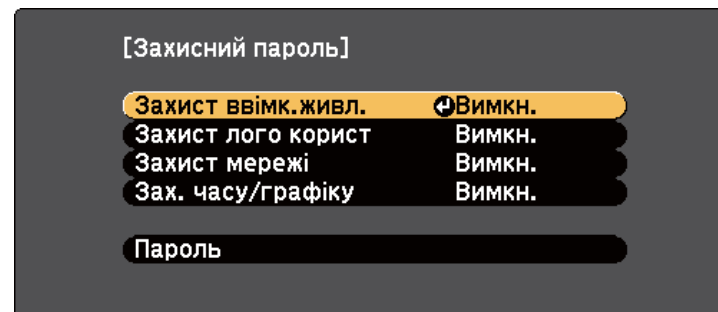 [Захисний пароль]
Захист ввімк.живл. Вимкн.
Захист лого корист Вимкн.
Захист мережі Вимкн.
Зах. часу/графіку Вимкн.
Пароль